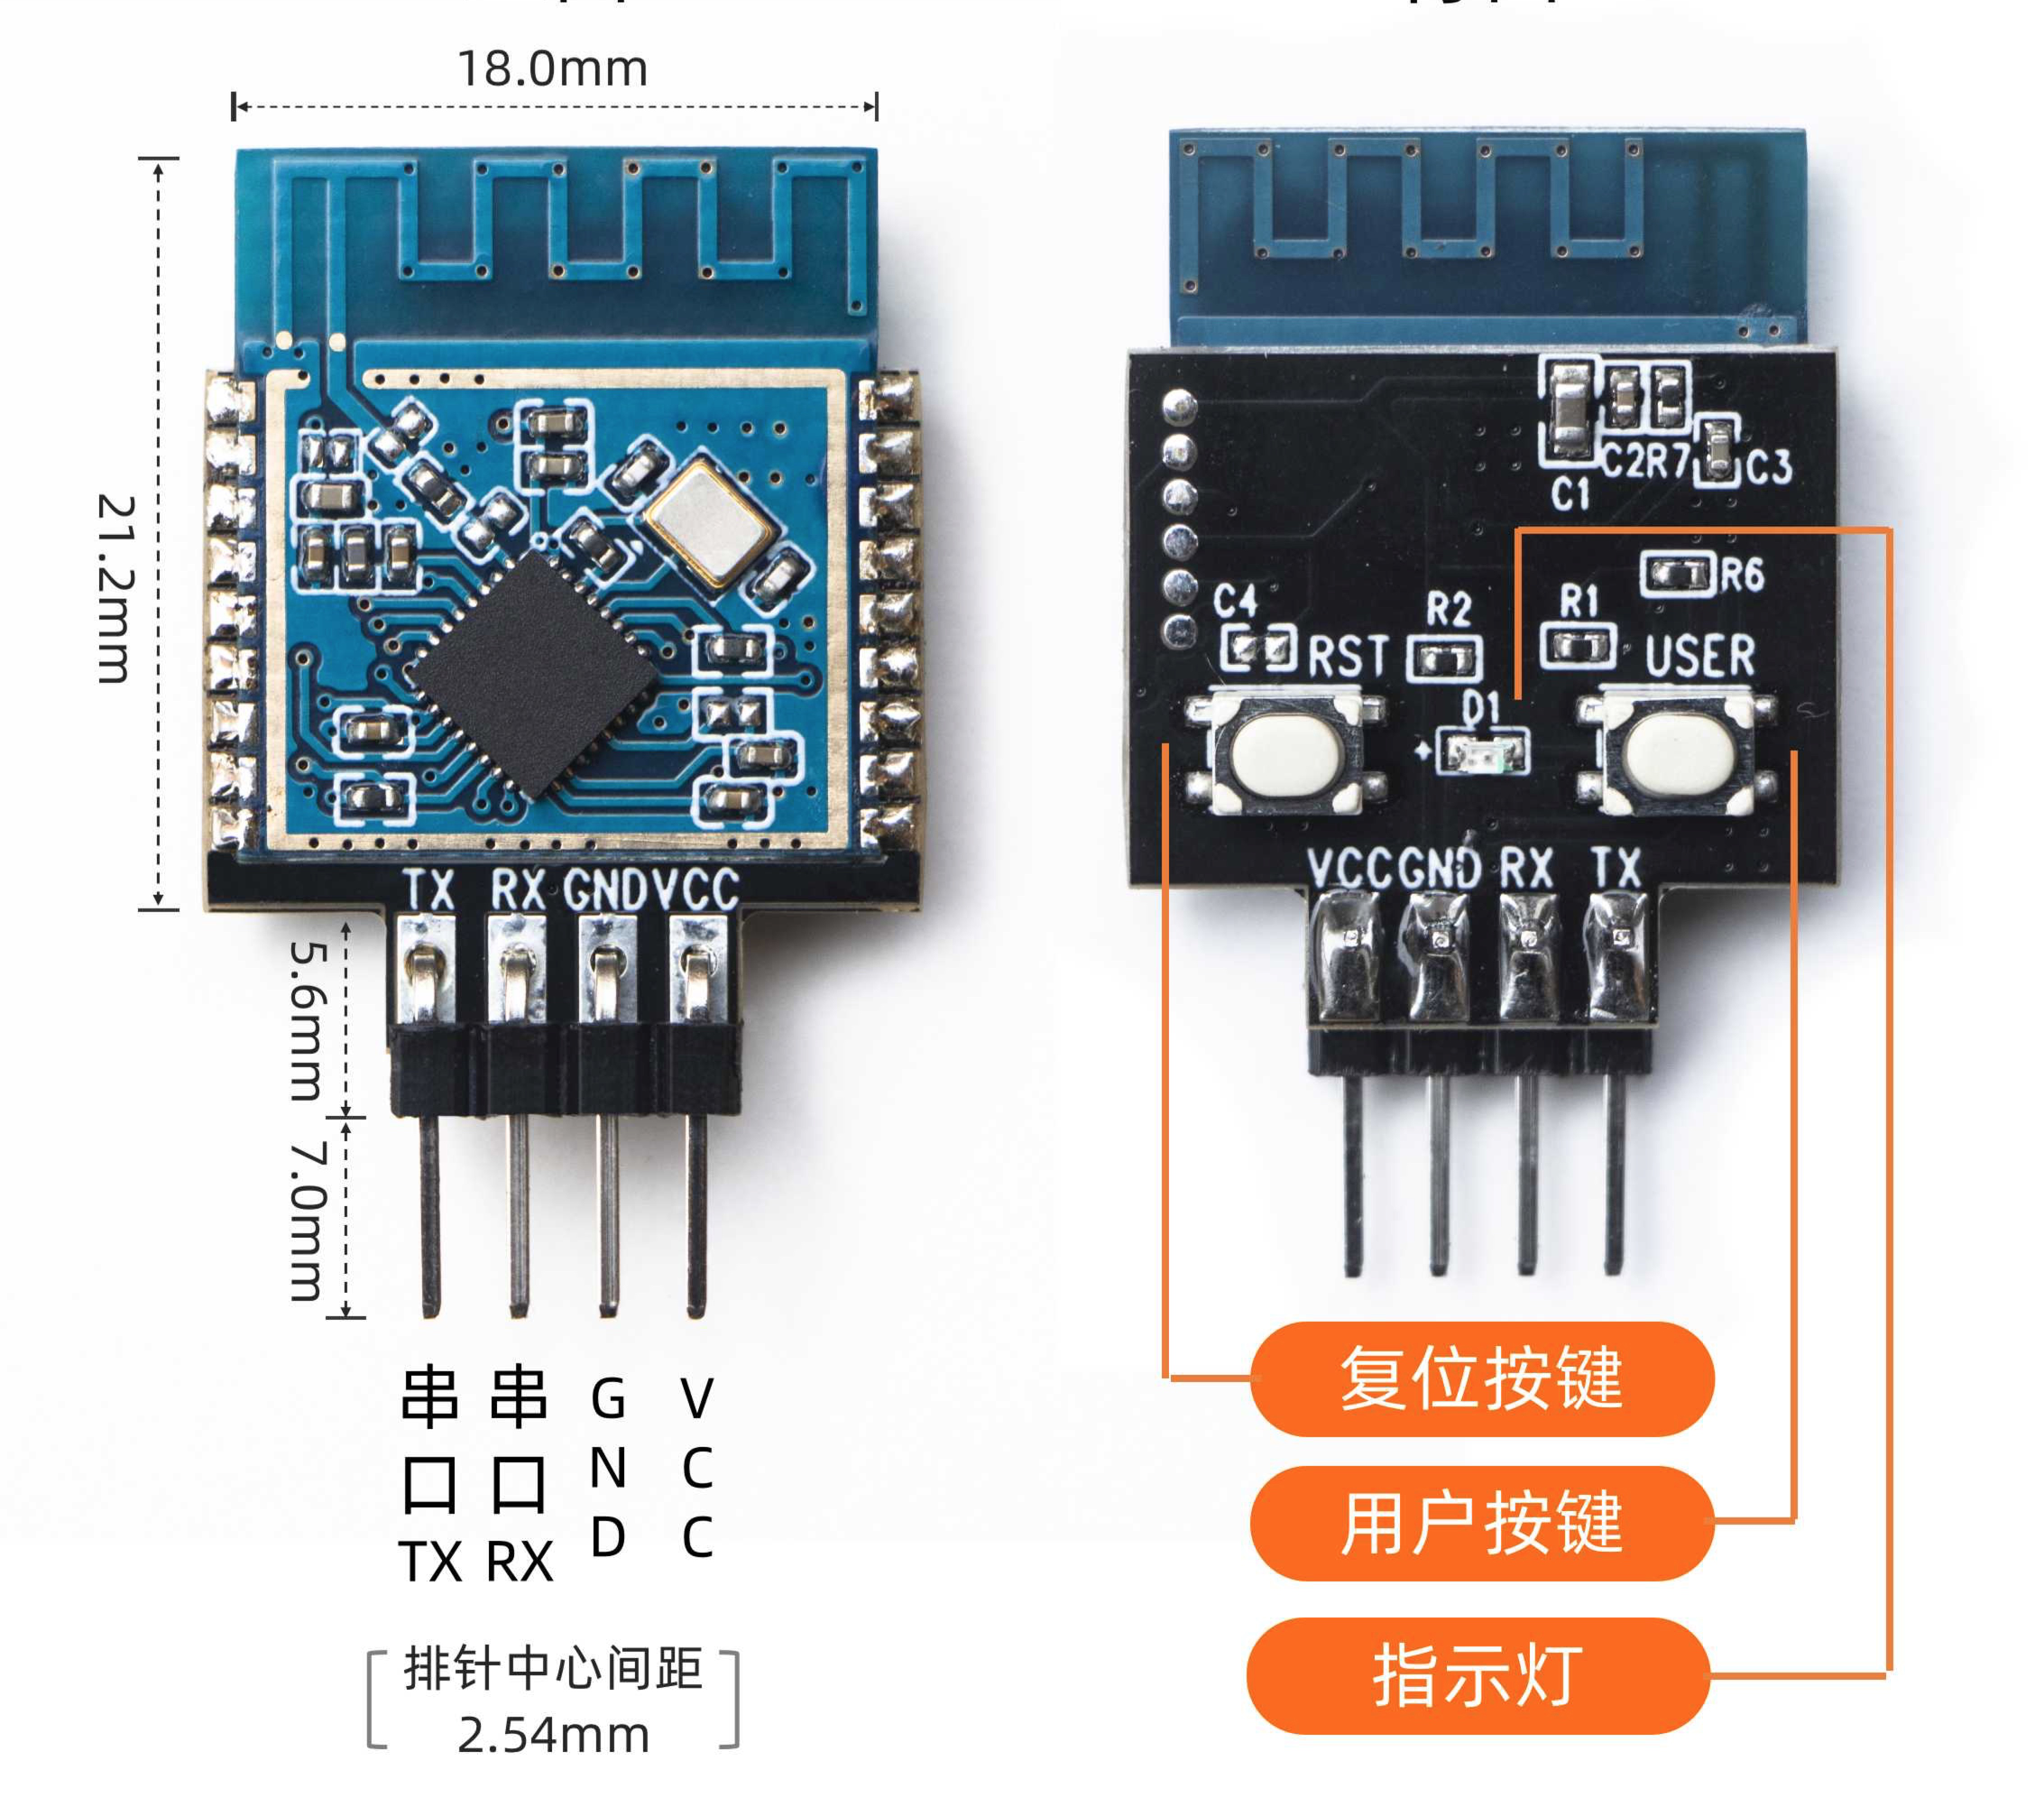 18.0mm
21.2mm
TX RX GND VCC
5.6mm
7.0mm
串口TX
串口RX
GND
VCC
排针中心间距
2.54mm
C1
C2R7
C3
R6
C4
RST
R2
R1
USER
D1
VCC GND RX TX
复位按键
用户按键
指示灯